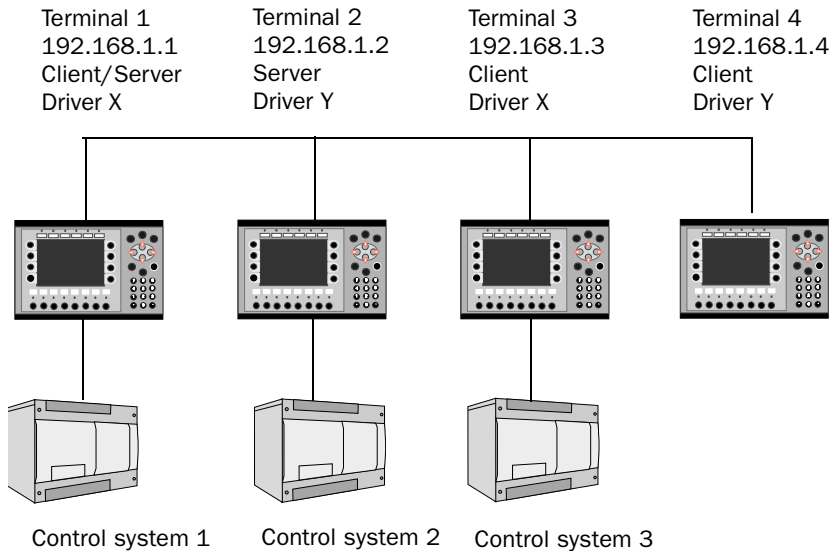 Terminal 1
192.168.1.1
Client/Server
Driver X
Terminal 2
192.168.1.2
Server
Driver Y
Terminal 3
192.168.1.3
Client
Driver X
Terminal 4
192.168.1.4
Client
Driver Y
Control system 1
Control system 2
Control system 3